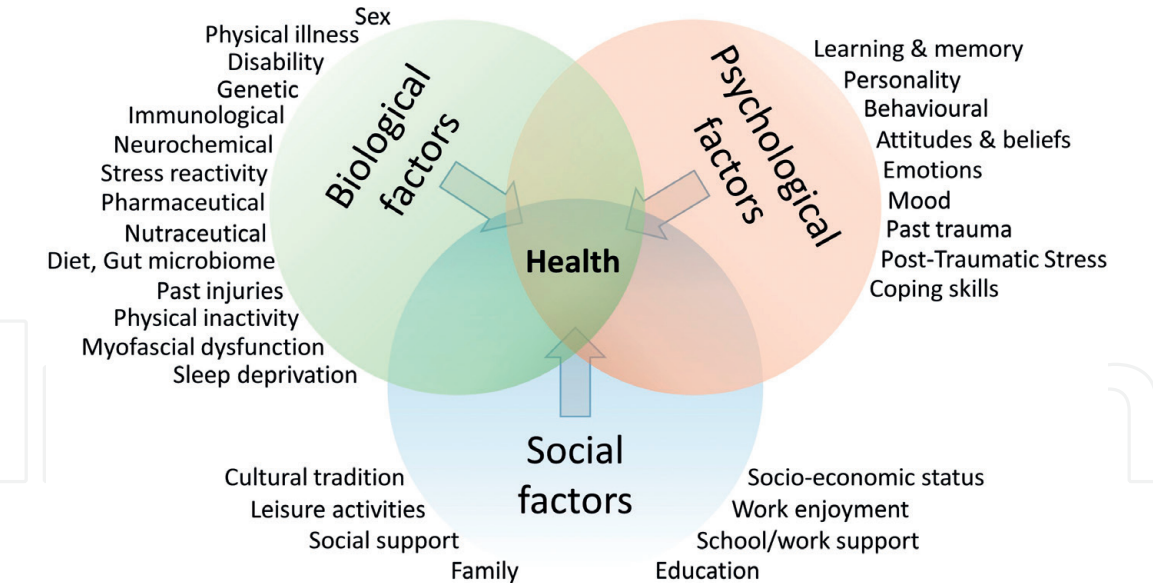 Sex
Physical illness
Disability
Genetic
Immunological
Neurochemical
Stress reactivity
Pharmaceutical
Nutraceutical
Diet, Gut microbiome
Past injuries
Physical inactivity
Myofascial dysfunction
Sleep deprivation
Biological
factors
Psychological
factors
Learning & memory
Personality
Behavioural
Attitudes & beliefs
Emotions
Mood
Past trauma
Post-Traumatic Stress
Coping skills
Health
Social
factors
Cultural tradition
Leisure activities
Social support
Family
Socio-economic status
Work enjoyment
School/work support
Education